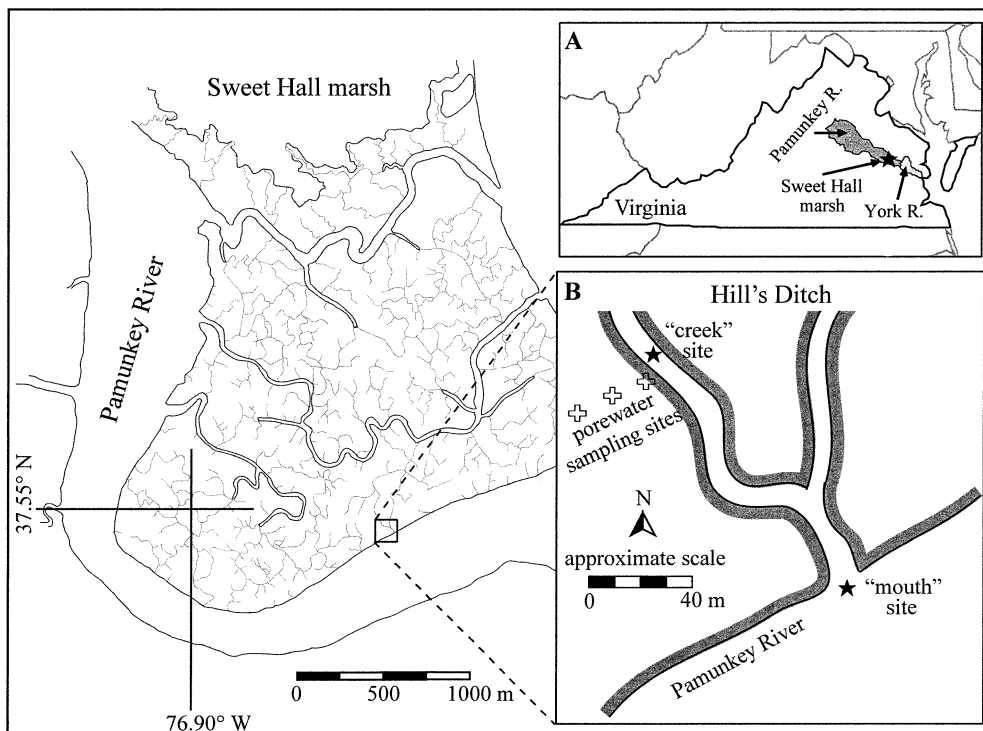 Sweet Hall marsh
Pamunkey River
37.55° N
76.90° W
0 500 1000 m
A
Pamunkey R.
Sweet Hall
marsh
York R.
Virginia
B
Hill's Ditch
“creek”
site
porewater
sampling sites
N
approximate scale
0 40 m
“mouth”
site
Pamunkey River